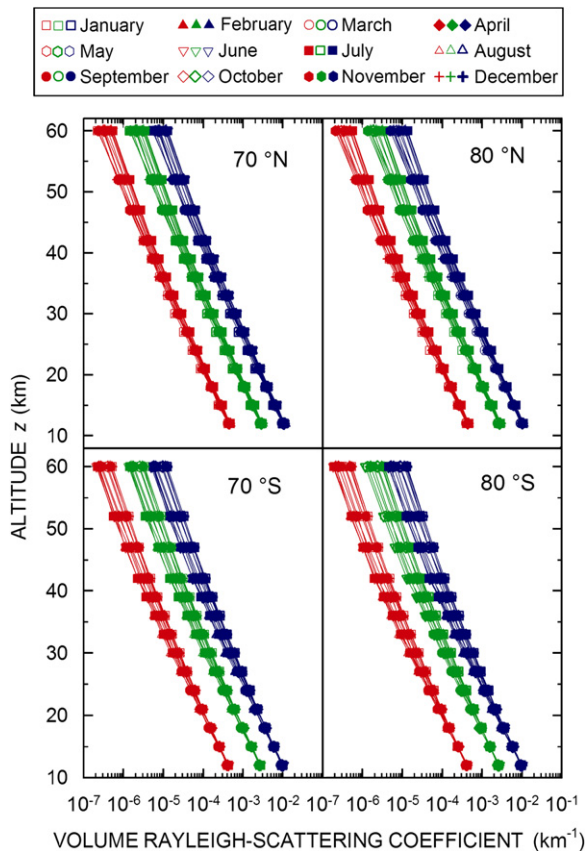 January February March April
May June July August
September October November December
60 70 °N 80 °N
50
40
30
20
10
60 70 °S 80 °S
50
40
30
20
10
ALTITUDE z (km)
10⁻⁷ 10⁻⁶ 10⁻⁵ 10⁻⁴ 10⁻³ 10⁻² 10⁻¹ 10⁻⁷ 10⁻⁶ 10⁻⁵ 10⁻⁴ 10⁻³ 10⁻² 10⁻¹
VOLUME RAYLEIGH-SCATTERING COEFFICIENT (km⁻¹)